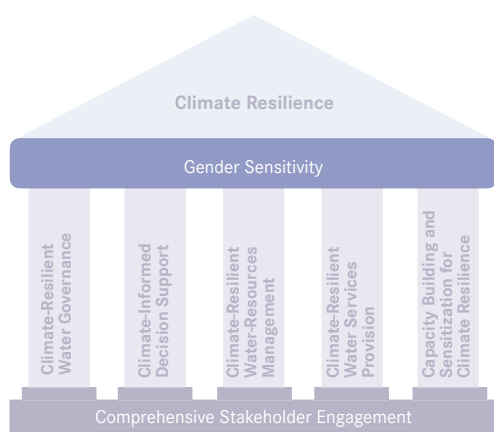 Climate Resilience
Gender Sensitivity
Climate-Resilient
Water Governance
Climate-Informed
Decision Support
Climate-Resilient
Water-Resources
Management
Climate-Resilient
Water Services
Provision
Capacity Building and
Sensitization for
Climate Resilience
Comprehensive Stakeholder Engagement